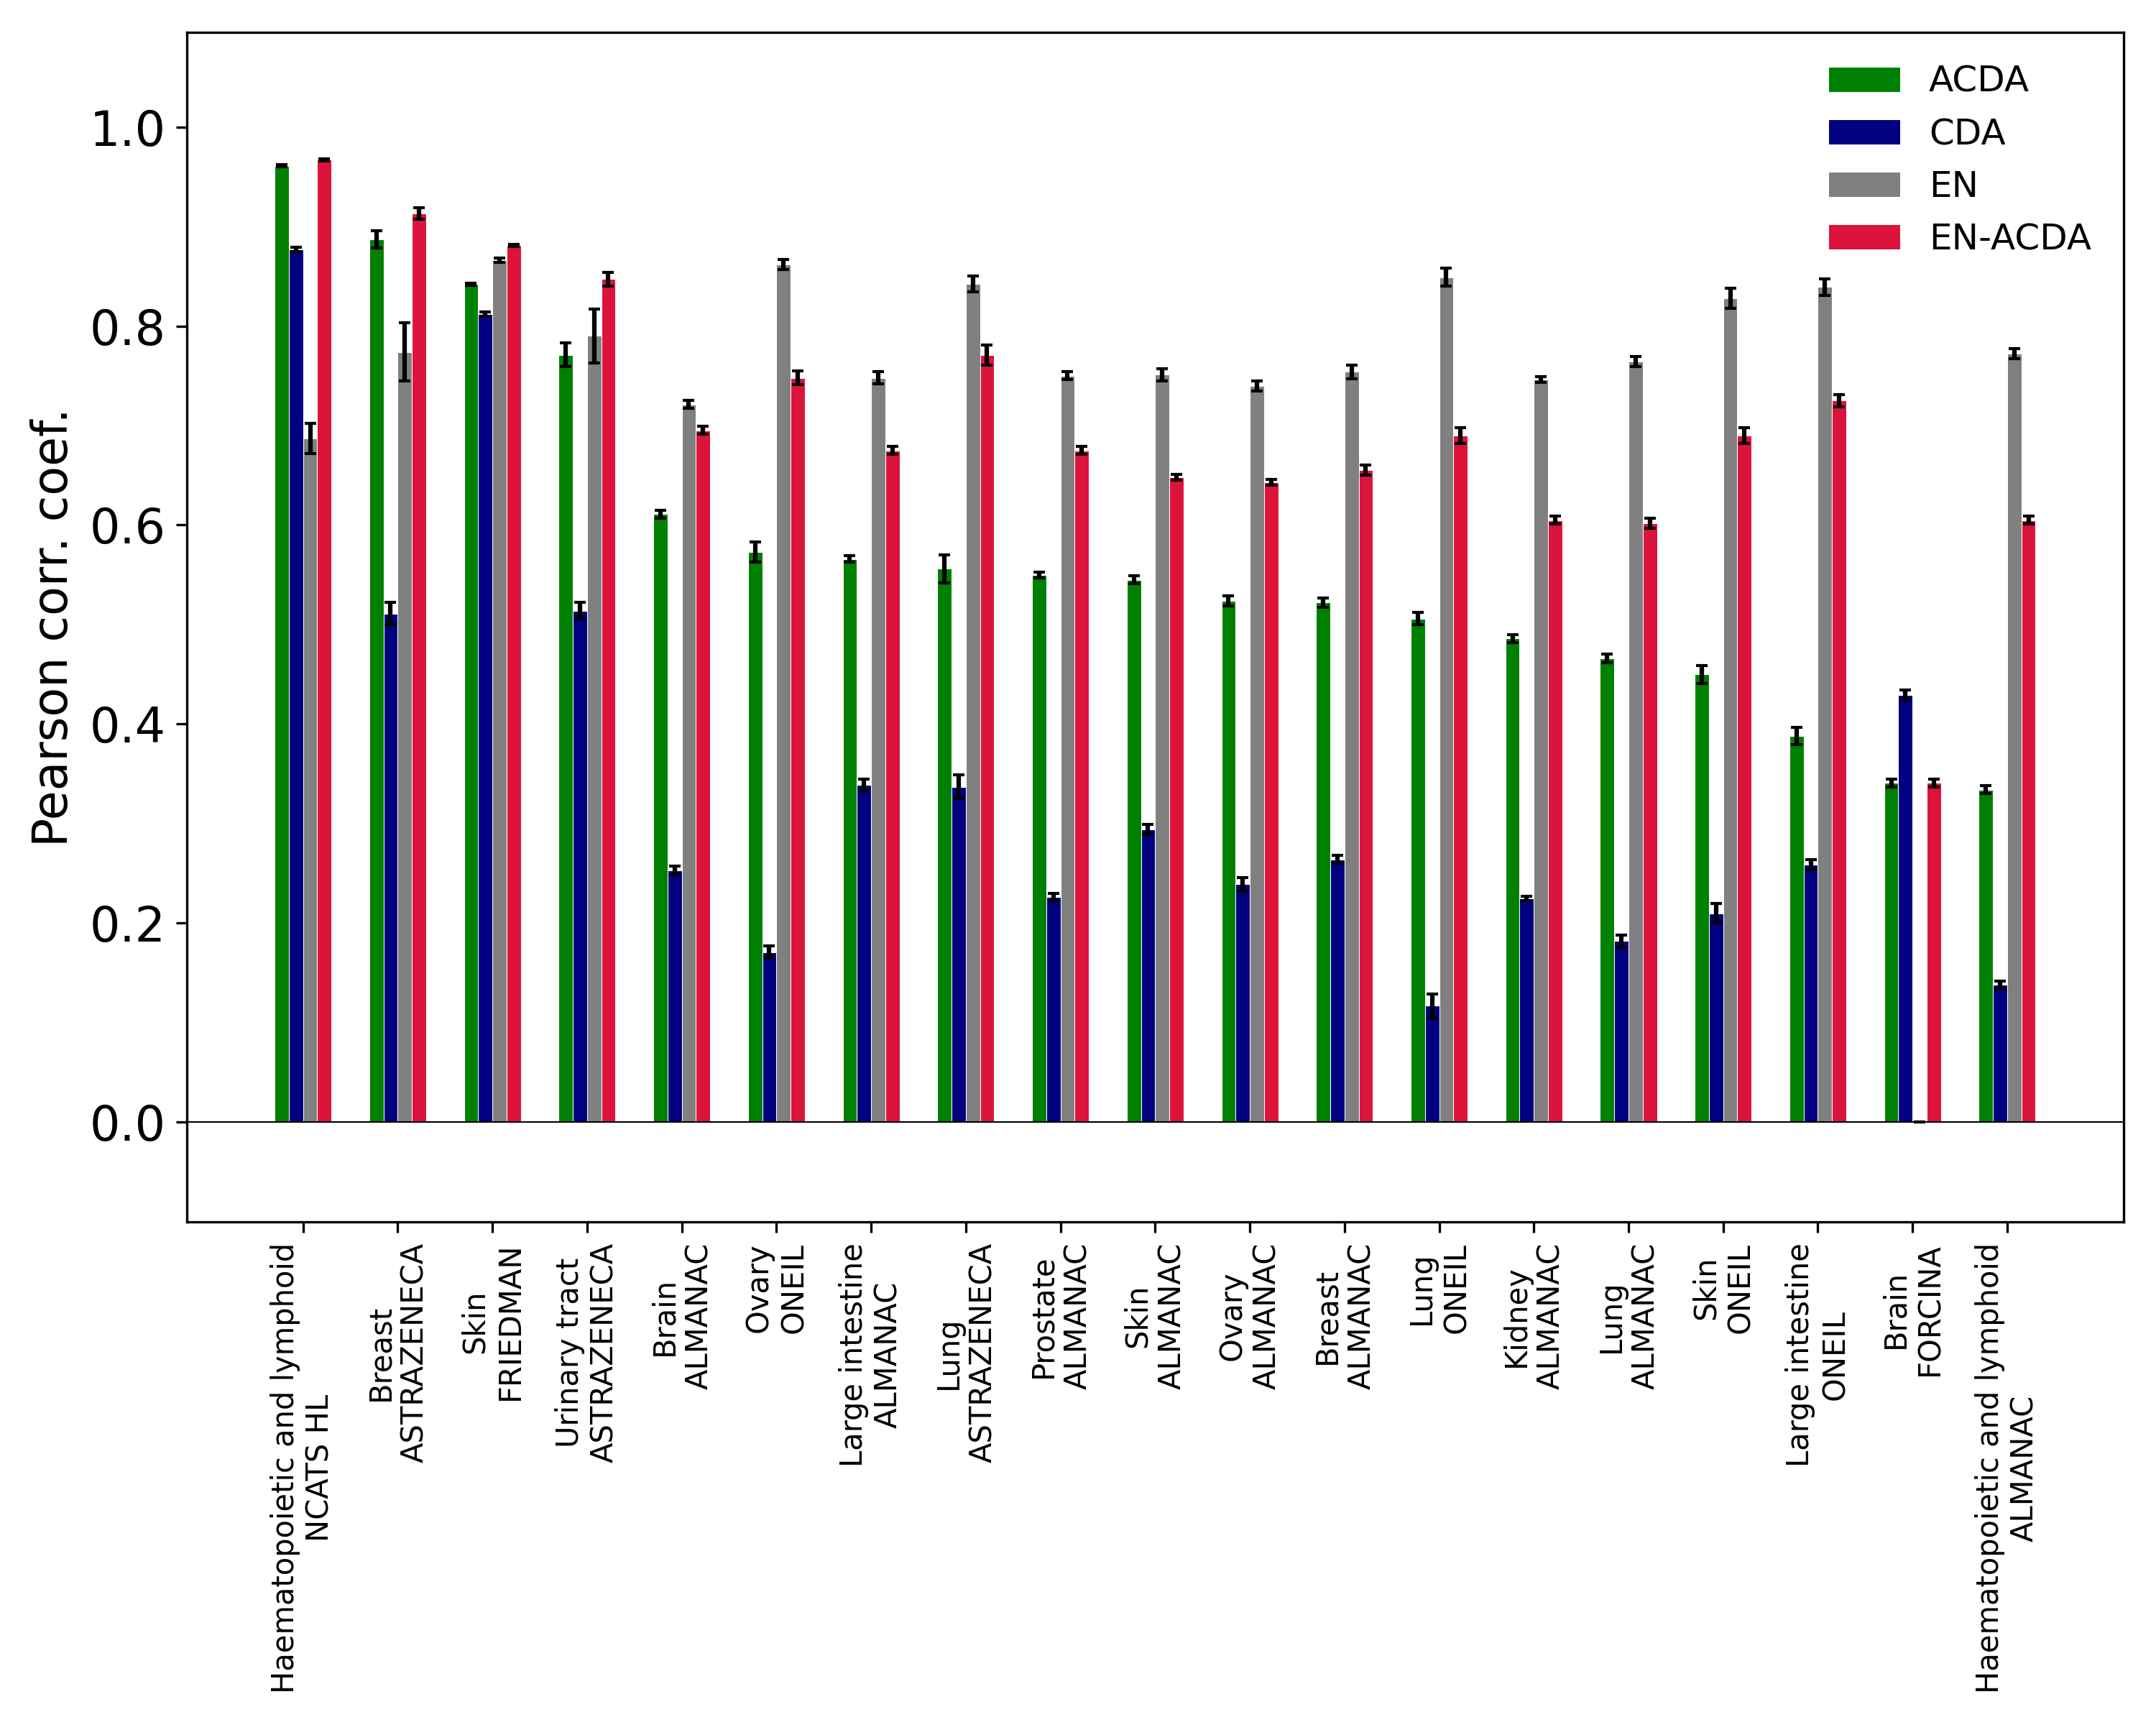 Pearson corr. coef.
1.0
0.8
0.6
0.4
0.2
0.0
ACDA
CDA
EN
EN-ACDA
Haematopoietic and lymphoid
NCATS HL
Breast
ASTRAZENECA
Skin
FRIEDMAN
Urinary tract
ASTRAZENECA
Brain
ALMANAC
Ovary
ONEIL
Large intestine
ALMANAC
Lung
ASTRAZENECA
Prostate
ALMANAC
Skin
ALMANAC
Ovary
ALMANAC
Breast
ALMANAC
Lung
ONEIL
Kidney
ALMANAC
Lung
ALMANAC
Skin
ONEIL
Large intestine
ONEIL
Brain
FORCINA
Haematopoietic and lymphoid
ALMANAC